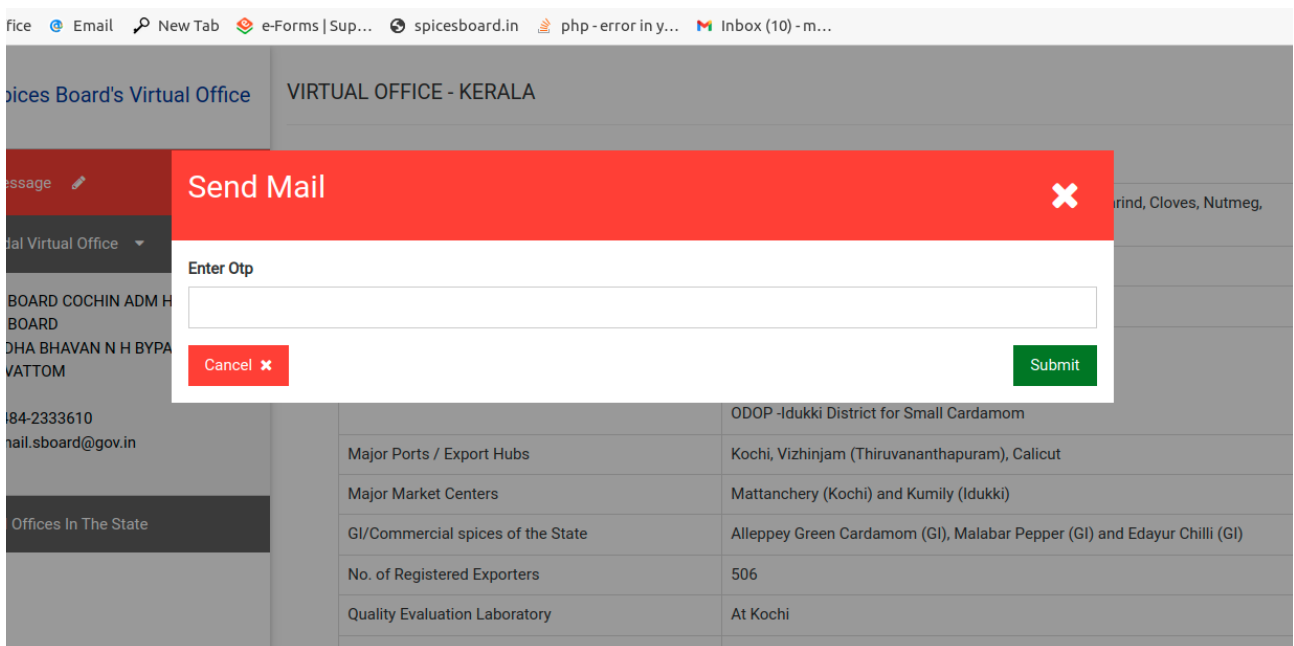 fice Email New Tab e-Forms | Sup... spicesboard.in php - error in y... Inbox (10) - m...
pices Board's Virtual Office
VIRTUAL OFFICE - KERALA
essage
Send Mail
rind, Cloves, Nutmeg,
dal Virtual Office
Enter Otp
BOARD COCHIN ADM H
BOARD
DHA BHAVAN N H BYPA
VATTOM
Cancel
Submit
484-2333610
mail.sboard@gov.in
ODOP -Idukki District for Small Cardamom
Major Ports / Export Hubs Kochi, Vizhinjam (Thiruvananthapuram), Calicut
Major Market Centers Mattanchery (Kochi) and Kumily (Idukki)
Offices In The State
GI/Commercial spices of the State Alleppey Green Cardamom (GI), Malabar Pepper (GI) and Edayur Chilli (GI)
No. of Registered Exporters 506
Quality Evaluation Laboratory At Kochi